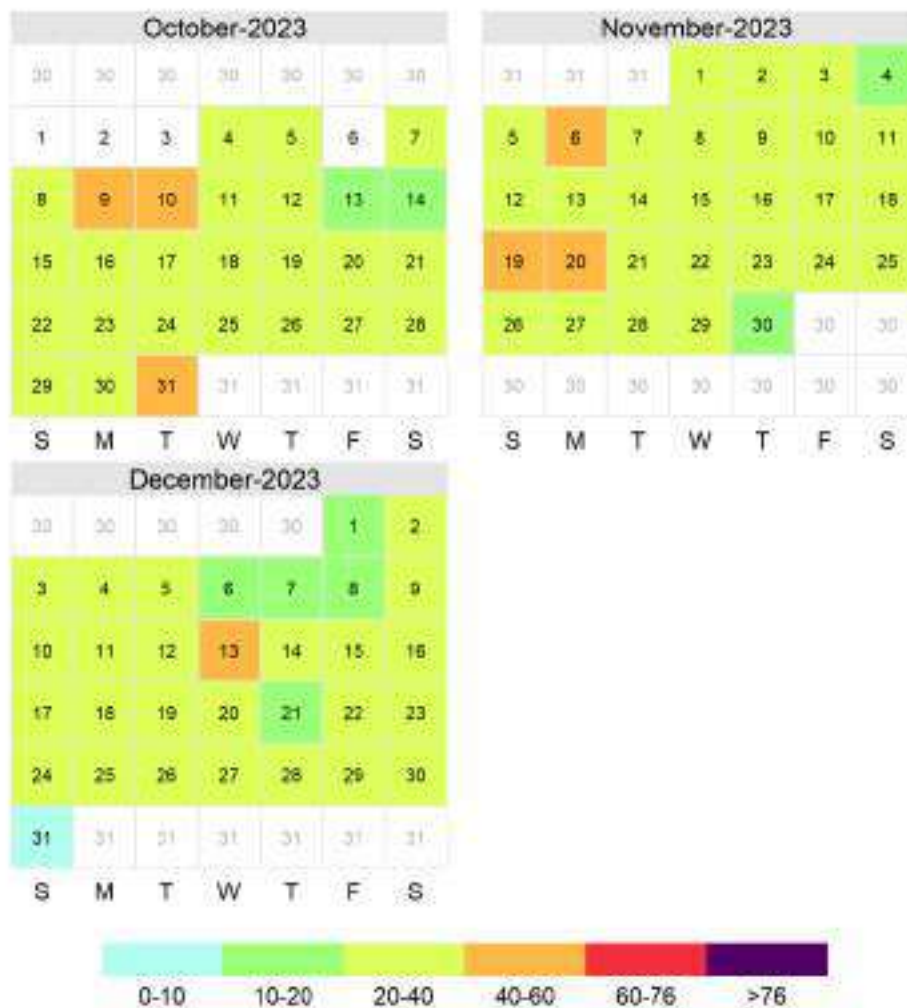 October-2023
30 30 30 30 30 30 30
1 2 3 4 5 6 7
8 9 10 11 12 13 14
15 16 17 18 19 20 21
22 23 24 25 26 27 28
29 30 31 31 31 31 31
S M T W T F S
November-2023
31 31 31 1 2 3 4
5 6 7 8 9 10 11
12 13 14 15 16 17 18
19 20 21 22 23 24 25
26 27 28 29 30 30 30
30 30 30 30 30 30 30
S M T W T F S
December-2023
30 30 30 30 30 1 2
3 4 5 6 7 8 9
10 11 12 13 14 15 16
17 18 19 20 21 22 23
24 25 26 27 28 29 30
31 31 31 31 31 31 31
S M T W T F S
0-10 10-20 20-40 40-60 60-76 >76